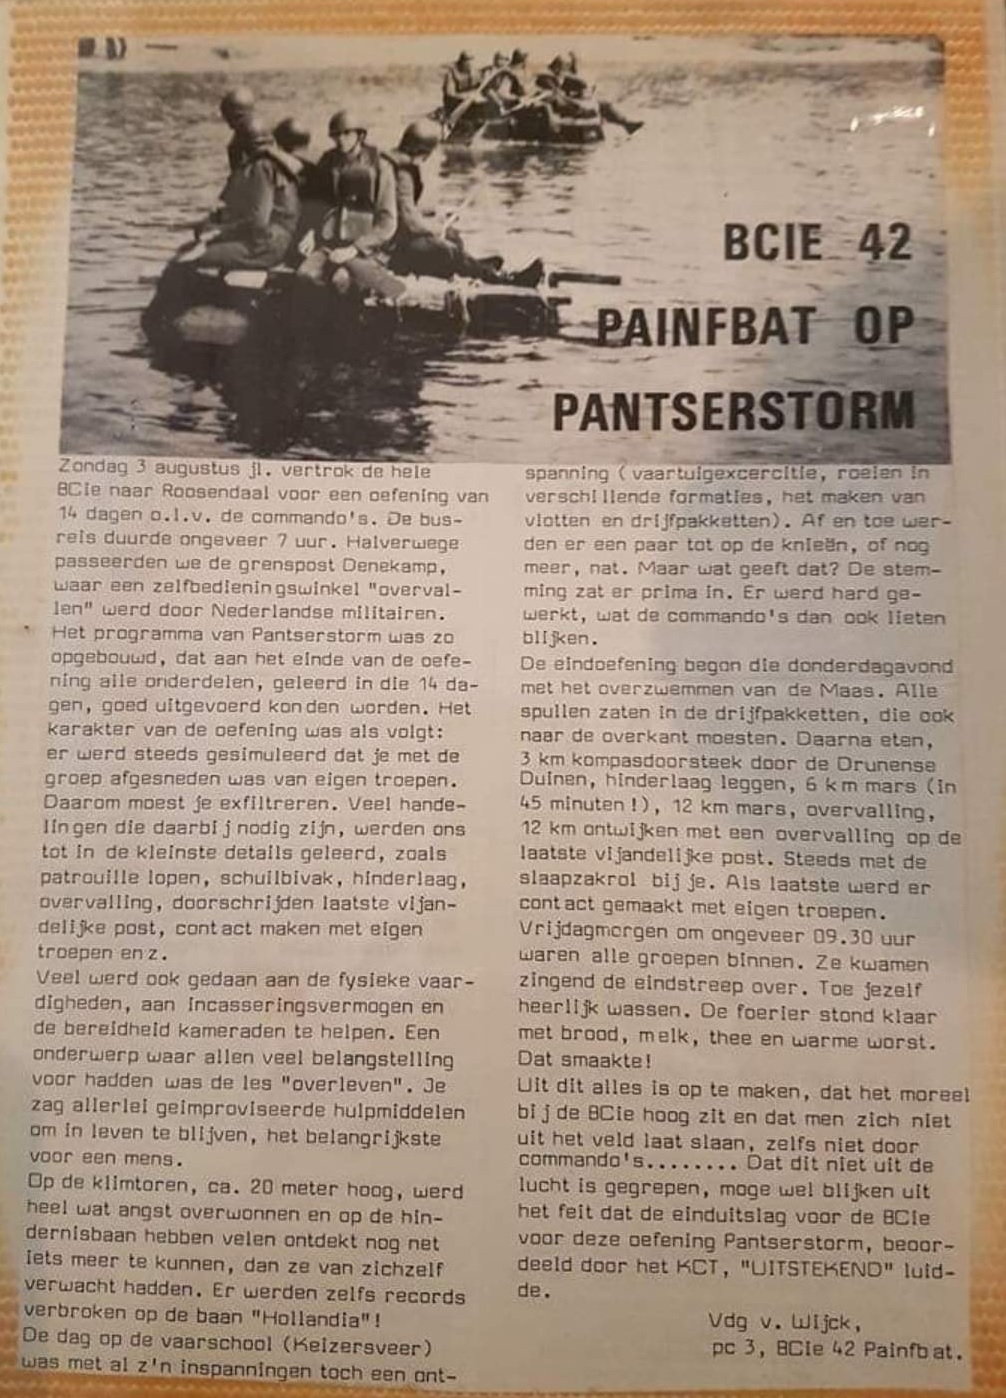 BCIE 42
PAINFBAT OP
PANTSERSTORM
Zondag 3 augustus jl. vertrok de hele
BCie naar Roosendaal voor een oefening van
14 dagen o.l.v. de commando's. De bus-
reis duurde ongeveer 7 uur. Halverwege
passeerden we de grenspost Denekamp,
waar een zelfbedieningswinkel "overval-
len" werd door Nederlandse militairen.
Het programma van Pantserstorm was zo
opgebouwd, dat aan het einde van de oefe-
ning alle onderdelen, geleerd in die 14 da-
gen, goed uitgevoerd konden worden. Het
karakter van de oefening was als volgt:
er werd steeds gesimuleerd dat je met de
groep afgesneden was van eigen troepen.
Daarom moest je exfiltreren. Veel hande-
lingen die daarbij nodig zijn, werden ons
tot in de kleinste details geleerd, zoals
patrouille lopen, schuilbivak, hinderlaag,
overvalling, doorschrijden laatste vijan-
delijke post, contact maken met eigen
troepen enz.
Veel werd ook gedaan aan de fysieke vaar-
digheden, aan incasseringsvermogen en
de bereidheid kameraden te helpen. Een
onderwerp waar allen veel belangstelling
voor hadden was de les "overleven". Je
zag allerlei geimproviseerde hulpmiddelen
om in leven te blijven, het belangrijkste
voor een mens.
Op de klimtoren, ca. 20 meter hoog, werd
heel wat angst overwonnen en op de hin-
dernisbaan hebben velen ontdekt nog net
iets meer te kunnen, dan ze van zichzelf
verwacht hadden. Er werden zelfs records
verbroken op de baan "Hollandia"!
De dag op de vaarschool (Keizersveer)
was met al z'n inspanningen toch een ont-
spanning (vaartuigexcercitie, roeien in
verschillende formaties, het maken van
vlotten en drijfpakketten). Af en toe wer-
den er een paar tot op de knieën, of nog
meer, nat. Maar wat geeft dat? De stem-
ming zat er prima in. Er werd hard ge-
werkt, wat de commando's dan ook lieten
blijken.
De eindoefening begon die donderdagavond
met het overzwemmen van de Maas. Alle
spullen zaten in de drijfpakketten, die ook
naar de overkant moesten. Daarna eten,
3 km kompasdoorsteek door de Drunense
Duinen, hinderlaag leggen, 6 km mars (in
45 minuten!), 12 km mars, overvalling,
12 km ontwijken met een overvalling op de
laatste vijandelijke post. Steeds met de
slaapzakrol bij je. Als laatste werd er
contact gemaakt met eigen troepen.
Vrijdagmorgen om ongeveer 09.30 uur
waren alle groepen binnen. Ze kwamen
zingend de eindstreep over. Toe jezelf
heerlijk wassen. De foerier stond klaar
met brood, melk, thee en warme worst.
Dat smaakte!
Uit dit alles is op te maken, dat het moreel
bij de BCie hoog zit en dat men zich niet
uit het veld laat slaan, zelfs niet door
commando's........ Dat dit niet uit de
lucht is gegrepen, moge wel blijken uit
het feit dat de einduitslag voor de BCie
voor deze oefening Pantserstorm, beoor-
deeld door het KCT, "UITSTEKEND" luid-
de.
Vdg v. Wijck,
pc 3, BCie 42 Painfbat.